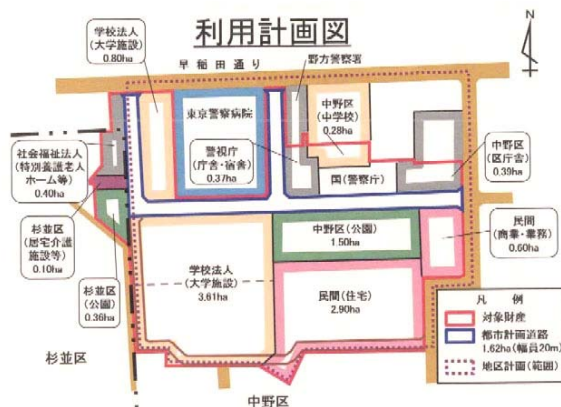 利用計画図
N
学校法人
(大学施設)
0.80ha
早稲田通り
野方警察署
東京警察病院
中野区
(中学校)
0.28ha
警視庁
(庁舎・宿舎)
0.37ha
国(警察庁)
中野区
(区庁舎)
0.39ha
社会福祉法人
(特別養護老人
ホーム等)
0.40ha
杉並区
(居宅介護
施設等)
0.10ha
杉並区
(公園)
0.36ha
中野区(公園)
1.50ha
民間
(商業・業務)
0.60ha
学校法人
(大学施設)
3.61ha
民間(住宅)
2.90ha
凡例
対象財産
都市計画道路
1.62ha(幅員20m)
地区計画(範囲)
杉並区
中野区